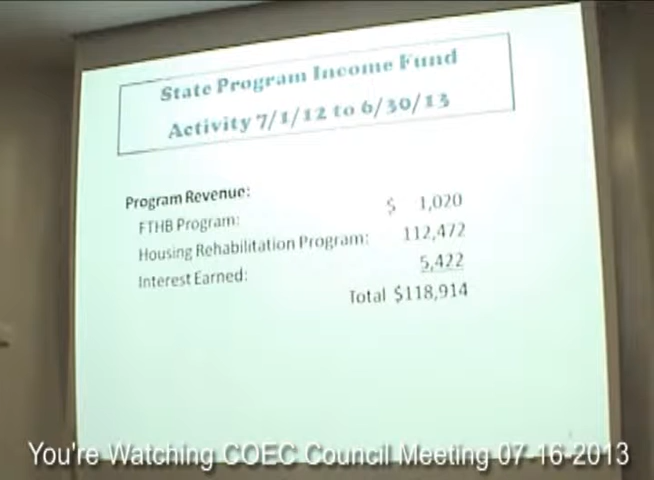 State Program Income Fund
Activity 7/1/12 to 6/30/13
Program Revenue:
FTHB Program: $ 1,020
Housing Rehabilitation Program: 112,472
Interest Earned: 5,422
Total $118,914
You're Watching COEC Council Meeting 07-16-2013